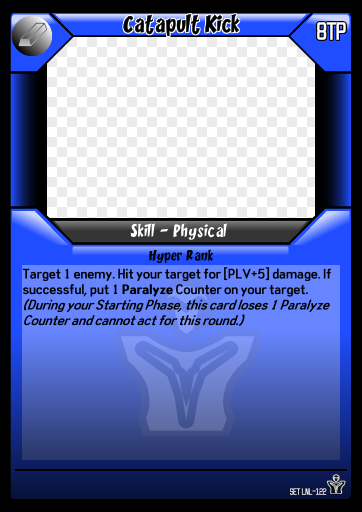 Catapult Kick
8TP
Skill - Physical
Hyper Rank
Target 1 enemy. Hit your target for [PLV+5] damage. If
successful, put 1 Paralyze Counter on your target.
(During your Starting Phase, this card loses 1 Paralyze
Counter and cannot act for this round.)
SET LNL-122